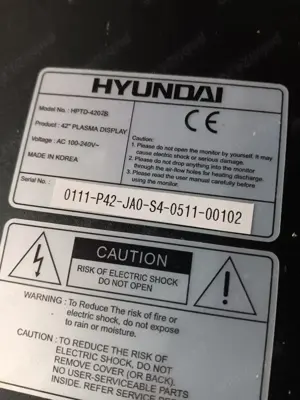 HYUNDAI
Model No. : HPTD-4207B
Product : 42" PLASMA DISPLAY
Voltage : AC 100-240V~
MADE IN KOREA
CE
Caution:
1. Please do not open the monitor by yourself. It may
cause electric shock or serious damage.
2. Please do not stick anything into the monitor
through the air-flow holes for heating discharge.
3. Please read the user manual carefully before
using the monitor.
Serial No. :
0111-P42-JA0-S4-0511-00102
CAUTION
RISK OF ELECTRIC SHOCK
DO NOT OPEN
WARNING : To Reduce The risk of fire or
electric shock, do not expose
to rain or moisture.
CAUTION : TO REDUCE THE RISK OF
ELECTRIC SHOCK, DO NOT
REMOVE COVER (OR BACK).
NO USER-SERVICEABLE PARTS
INSIDE. REFER SER